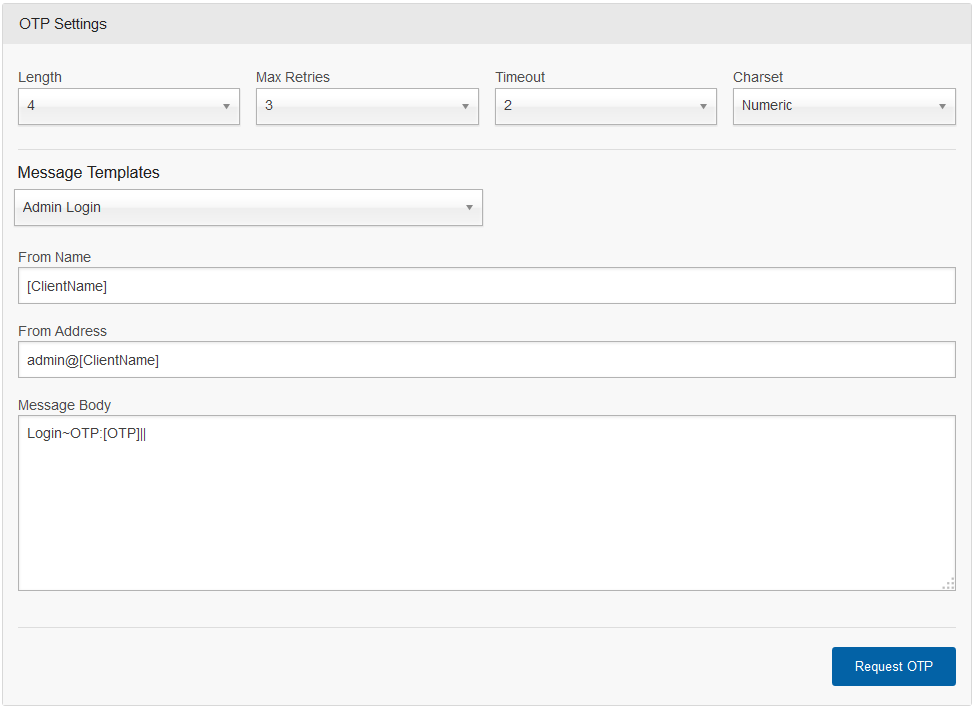 OTP Settings
Length Max Retries Timeout Charset
4 3 2 Numeric
Message Templates
Admin Login
From Name
[ClientName]
From Address
admin@[ClientName]
Message Body
Login~OTP:[OTP]||
Request OTP